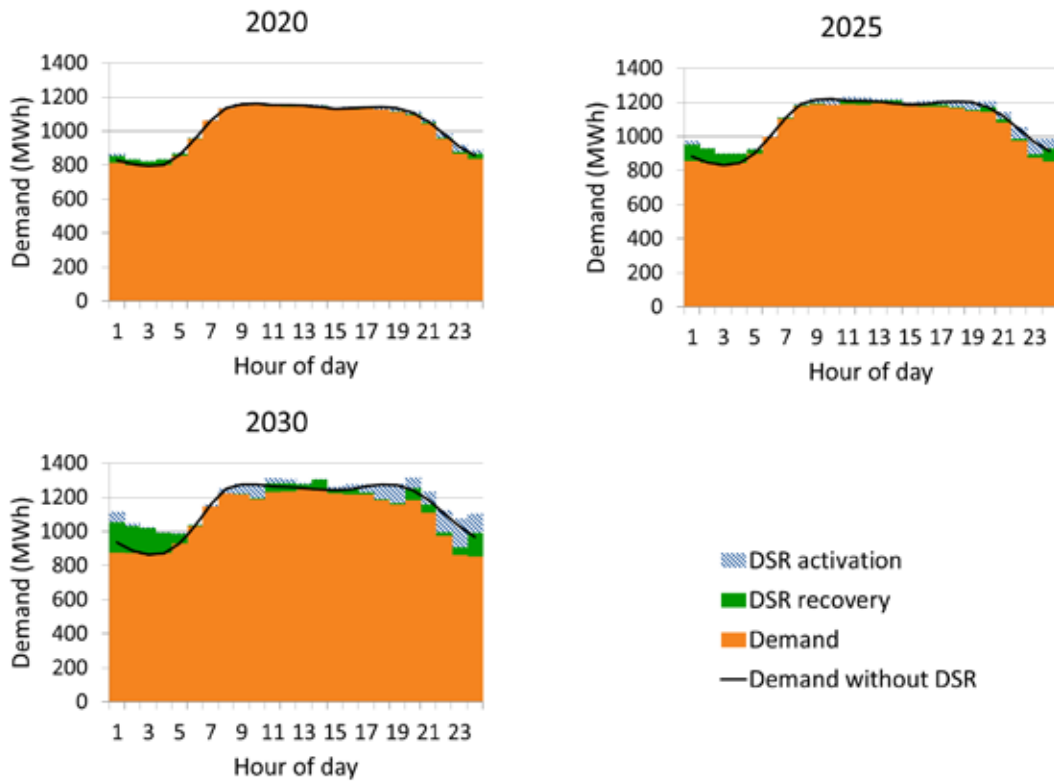 2020
1400
1200
1000
800
600
400
200
0
Demand (MWh)
1 3 5 7 9 11 13 15 17 19 21 23
Hour of day
2025
1400
1200
1000
800
600
400
200
0
Demand (MWh)
1 3 5 7 9 11 13 15 17 19 21 23
Hour of day
2030
1400
1200
1000
800
600
400
200
0
Demand (MWh)
1 3 5 7 9 11 13 15 17 19 21 23
Hour of day
DSR activation
DSR recovery
Demand
Demand without DSR